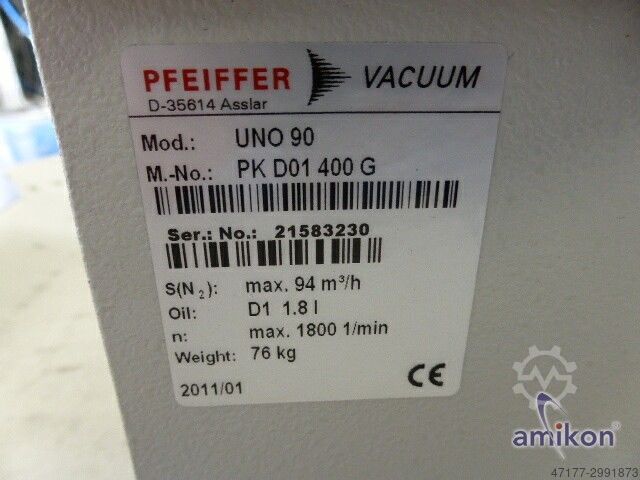 PFEIFFER VACUUM
D-35614 Asslar
Mod.: UNO 90
M.-No.: PK D01 400 G
Ser.: No.: 21583230
S(N₂): max. 94 m³/h
Oil: D1 1.8 l
n: max. 1800 1/min
Weight: 76 kg
2011/01 CE
amikon
47177-2991873